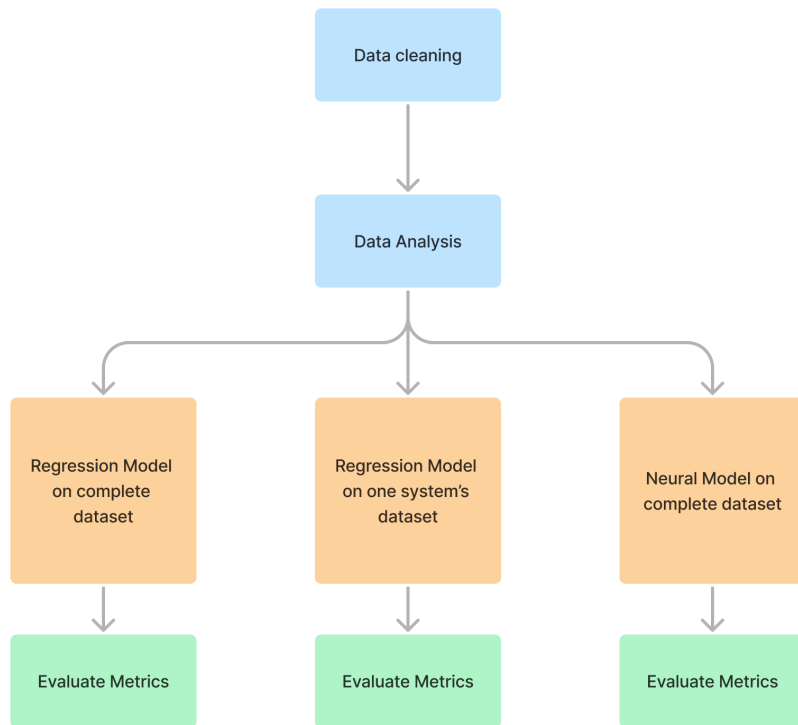 Data cleaning
Data Analysis
Regression Model
on complete
dataset
Regression Model
on one system’s
dataset
Neural Model on
complete dataset
Evaluate Metrics
Evaluate Metrics
Evaluate Metrics